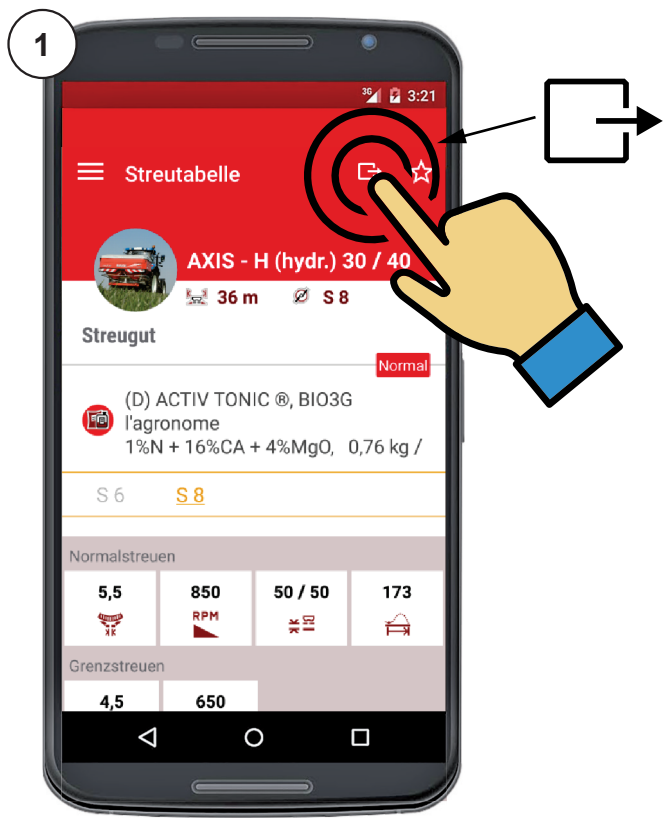 1
3G 3:21
Streutabelle
AXIS - H (hydr.) 30 / 40
36 m S 8
Streugut
Normal
(D) ACTIV TONIC ®, BIO3G
l'agronome
1%N + 16%CA + 4%MgO, 0,76 kg /
S 6 S 8
Normalstreuen
5,5 850 50 / 50 173
RPM
Grenzstreuen
4,5 650